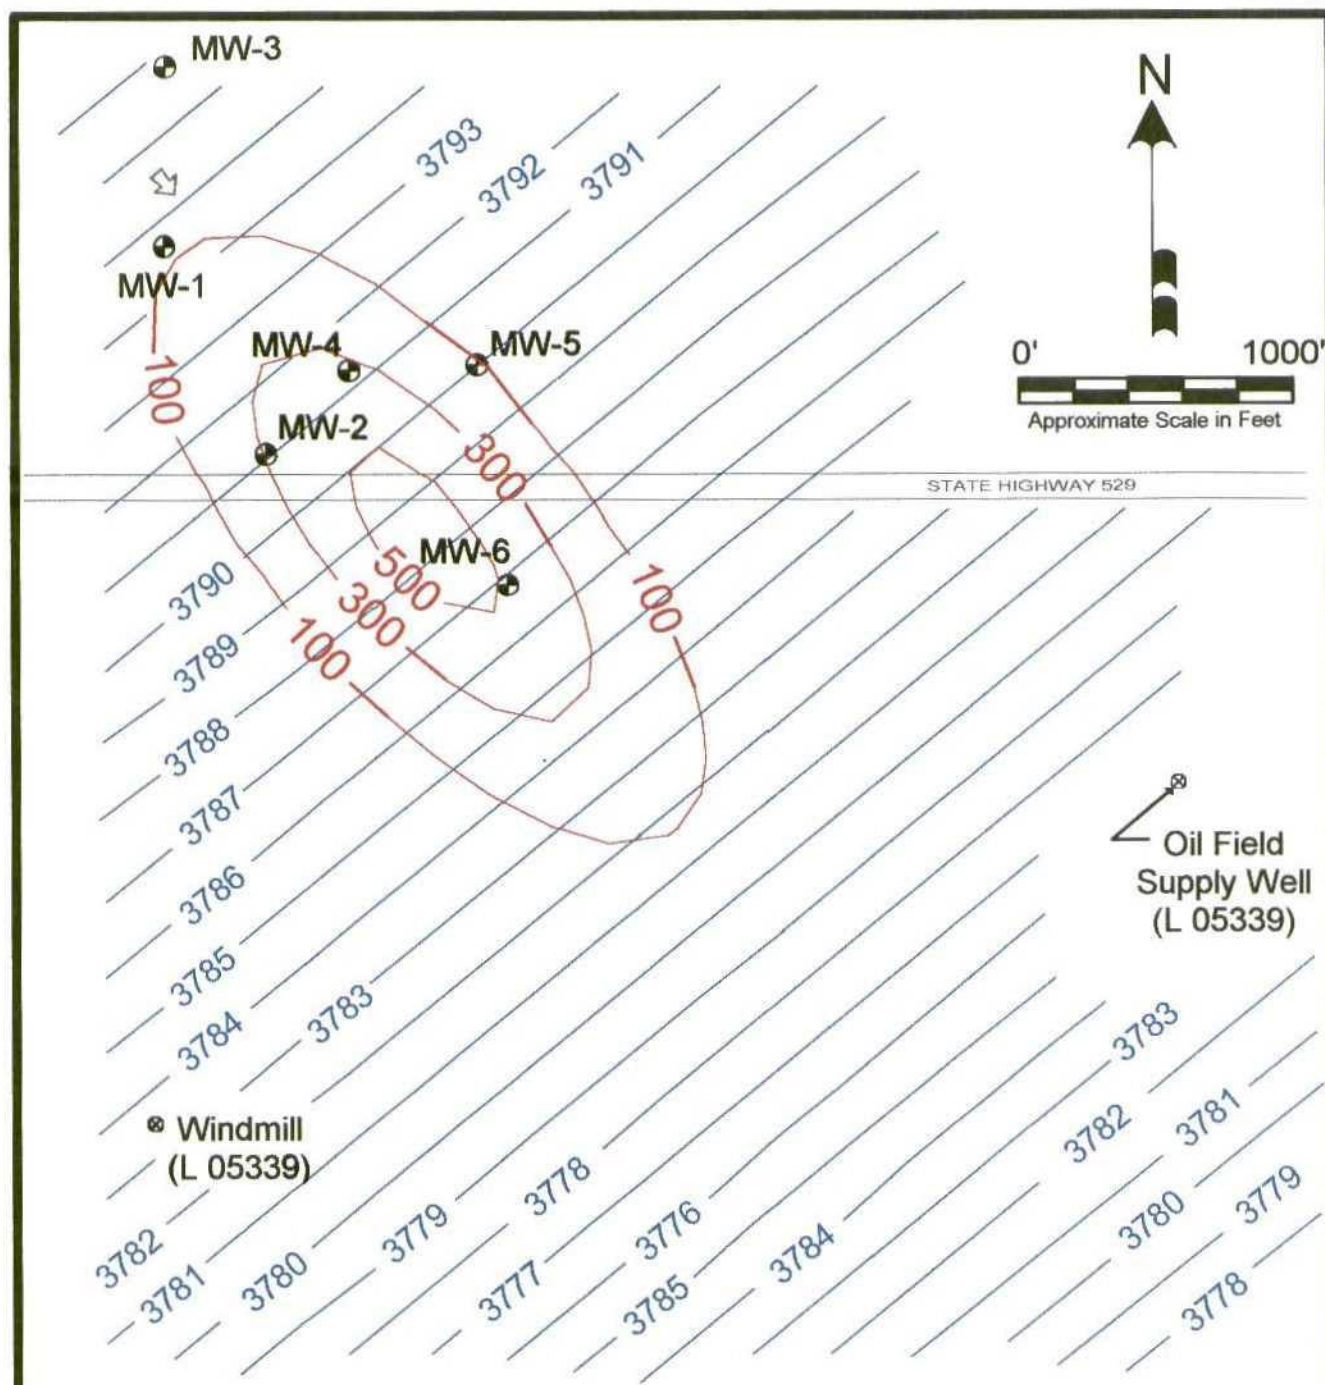 MW-3
N
3793
3792
3791
MW-1
MW-4
MW-5
0' 1000'
Approximate Scale in Feet
100
MW-2
300
STATE HIGHWAY 529
MW-6
500
100
300
100
3790
3789
3788
3787
3786
3785
3784
3783
Oil Field
Supply Well
(L 05339)
Windmill
(L 05339)
3782
3781
3780
3779
3778
3777
3776
3785
3784
3783
3782
3781
3780
3779
3778